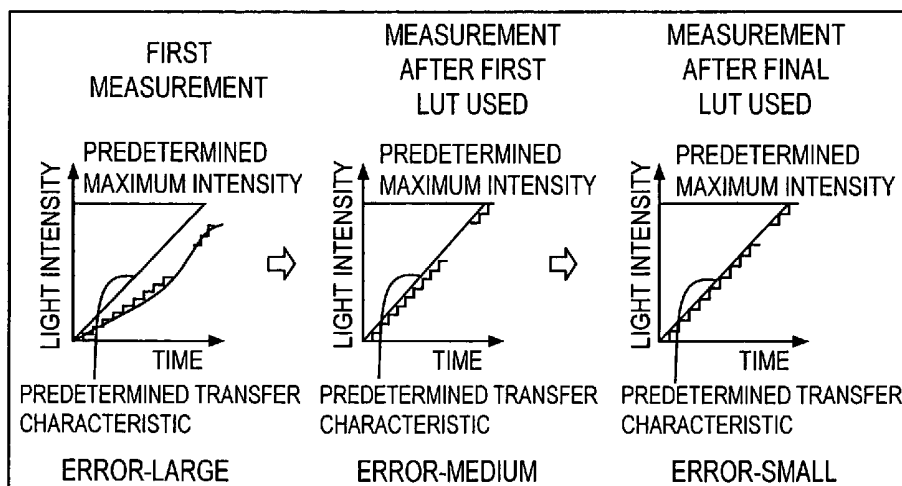 FIRST
MEASUREMENT
PREDETERMINED
MAXIMUM INTENSITY
LIGHT INTENSITY
TIME
PREDETERMINED TRANSFER
CHARACTERISTIC
ERROR-LARGE
MEASUREMENT
AFTER FIRST
LUT USED
PREDETERMINED
MAXIMUM INTENSITY
LIGHT INTENSITY
TIME
PREDETERMINED TRANSFER
CHARACTERISTIC
ERROR-MEDIUM
MEASUREMENT
AFTER FINAL
LUT USED
PREDETERMINED
MAXIMUM INTENSITY
LIGHT INTENSITY
TIME
PREDETERMINED TRANSFER
CHARACTERISTIC
ERROR-SMALL